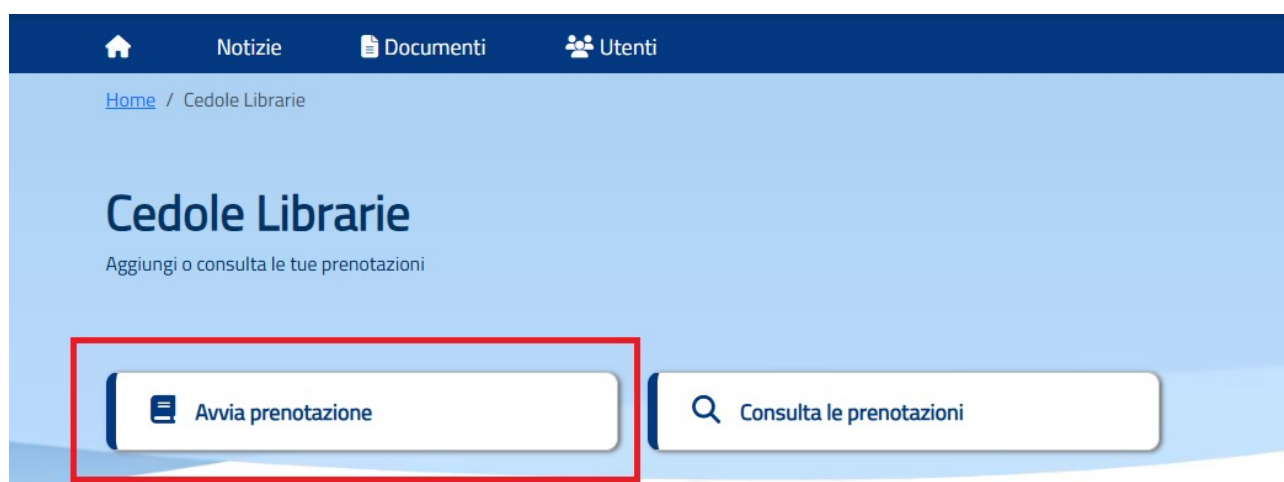 Notizie Documenti Utenti
Home / Cedole Librarie
Cedole Librarie
Aggiungi o consulta le tue prenotazioni
Avvia prenotazione
Consulta le prenotazioni